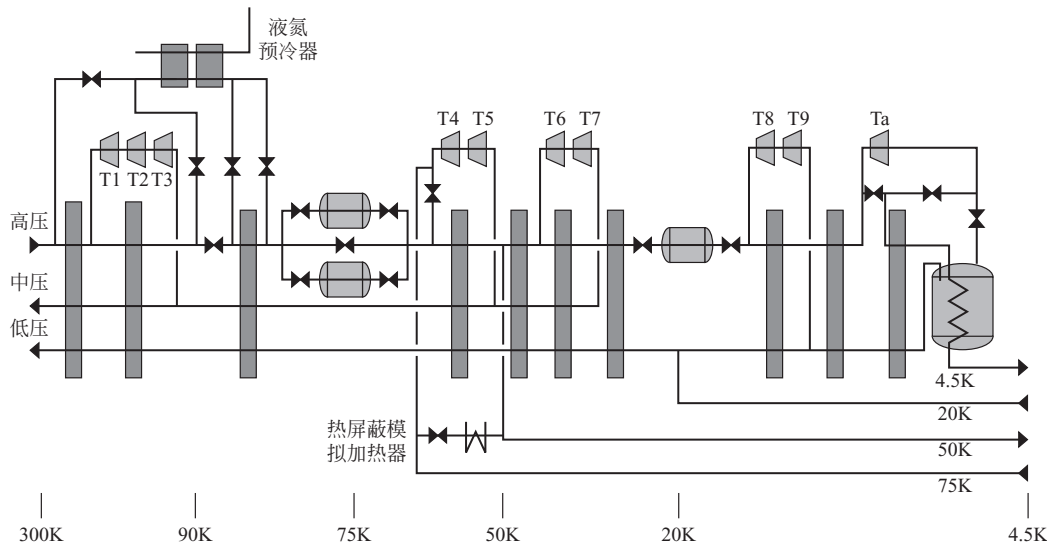 液氮
预冷器
T4 T5 T6 T7 T8 T9 Ta
T1 T2 T3
高压
中压
低压
4.5K
20K
热屏蔽模
拟加热器
50K
75K
300K 90K 75K 50K 20K 4.5K